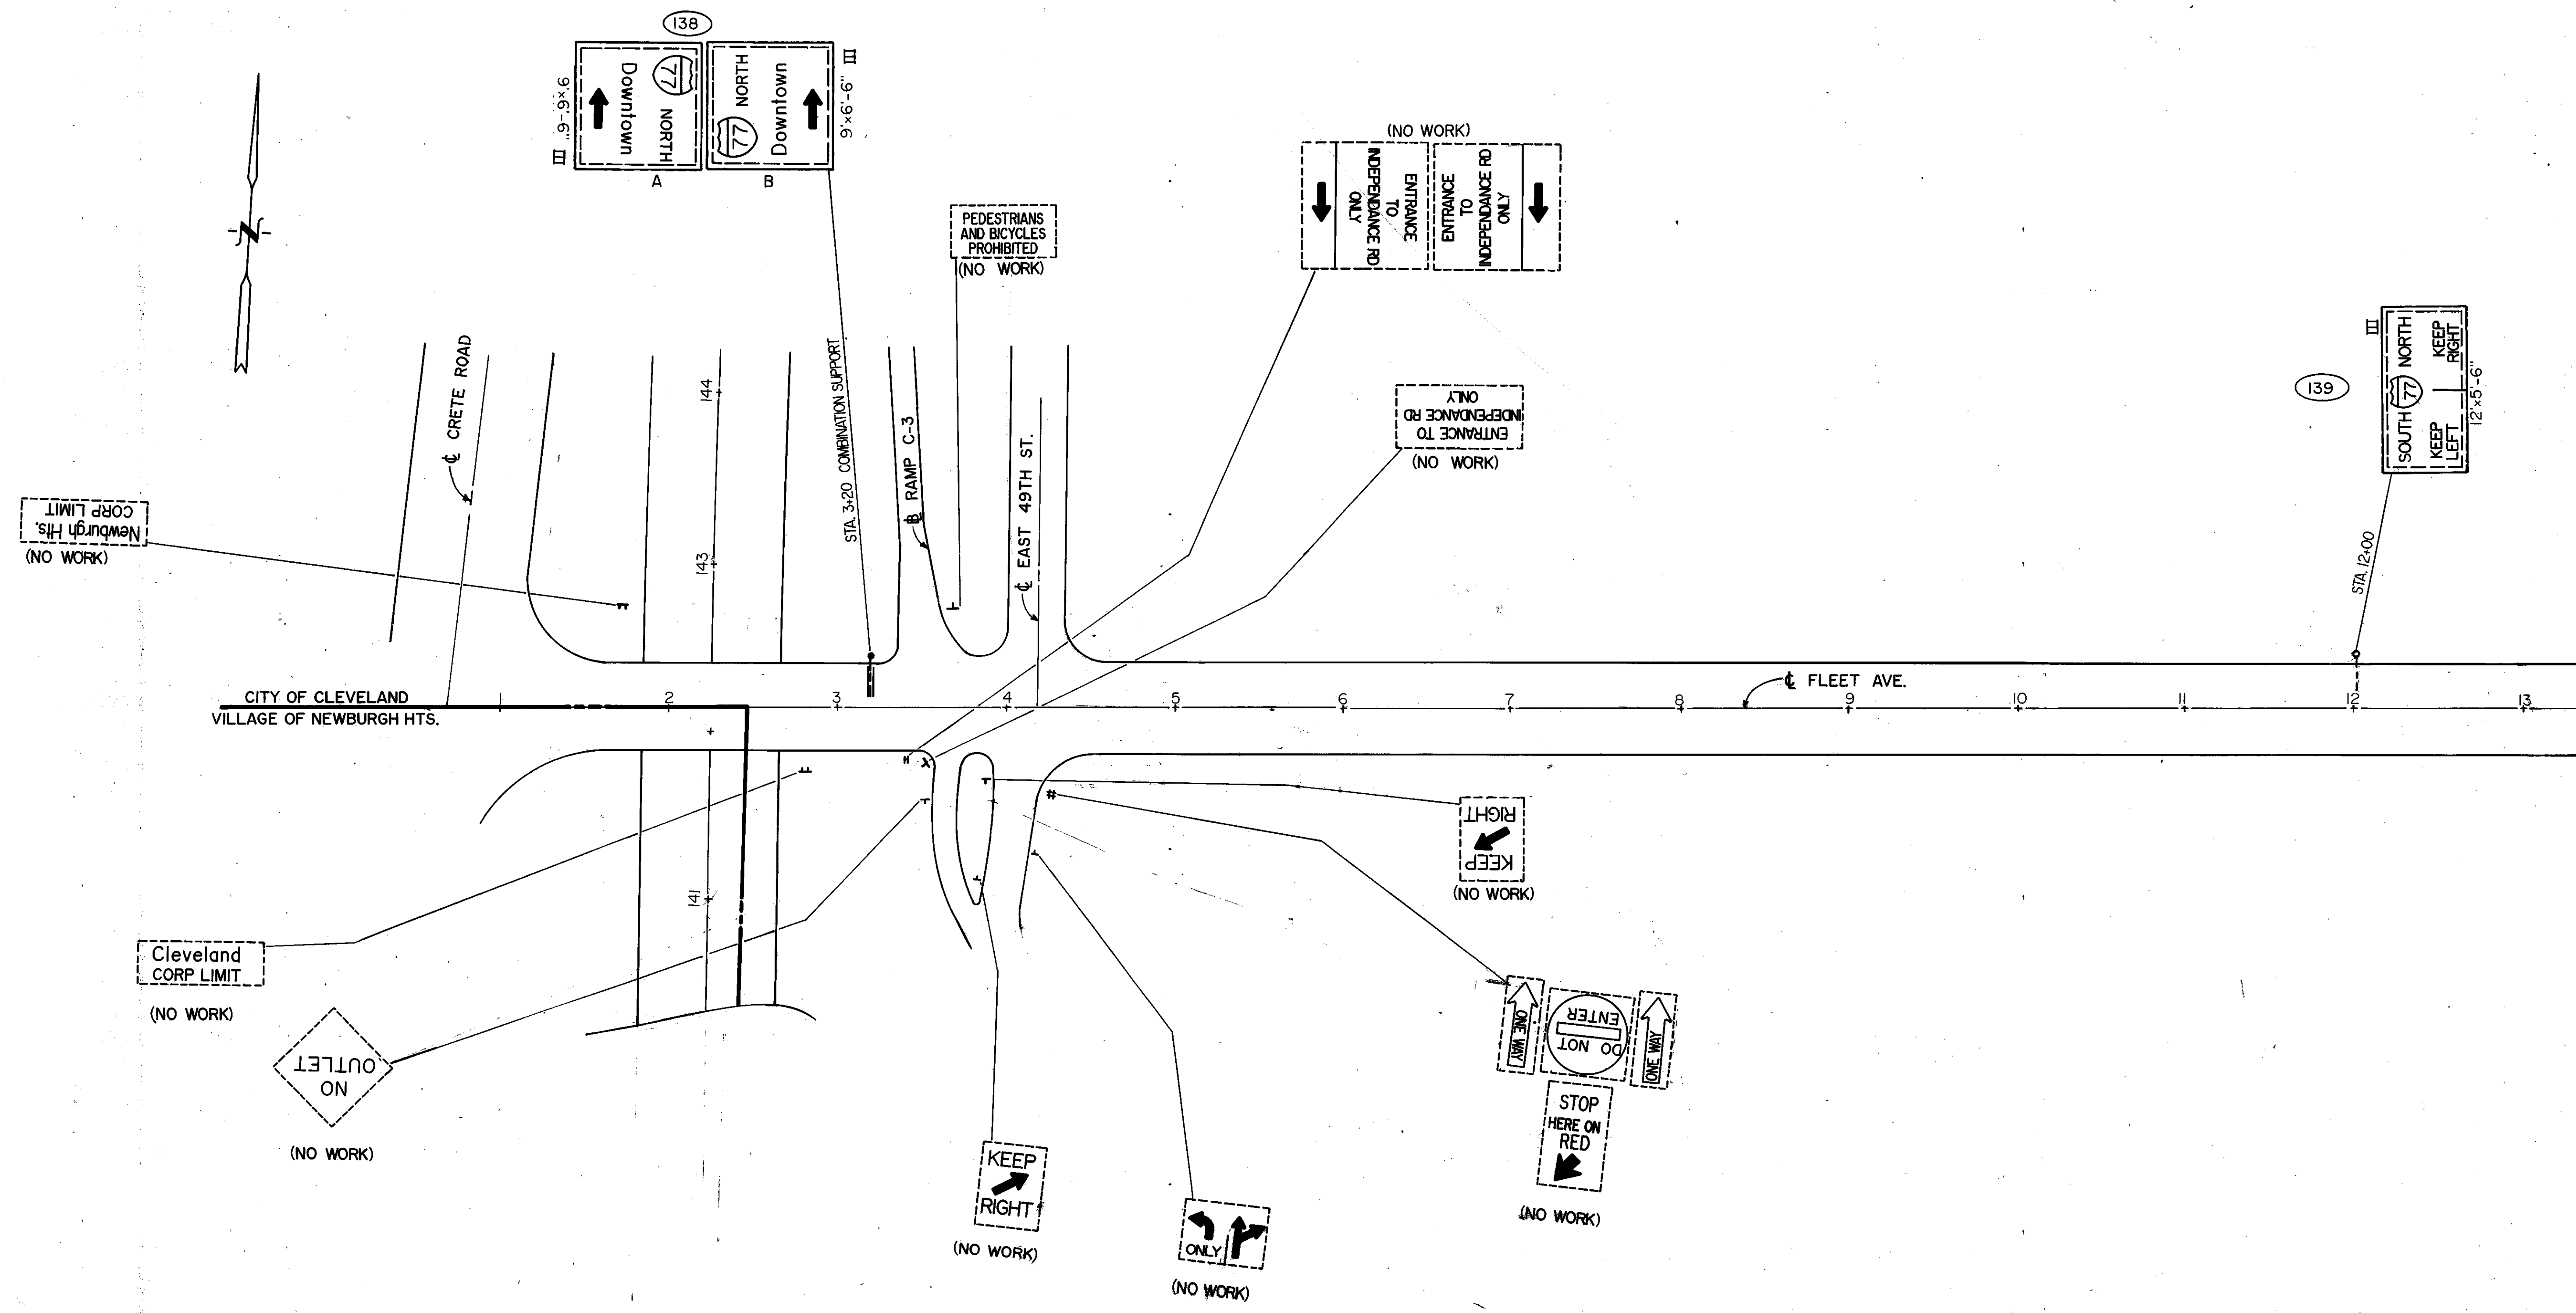 138
9'×6'-6"
III
Downtown
77
NORTH
A
NORTH
77
Downtown
B
III
9'×6'-6"
(NO WORK)
INDEPENDANCE RD
ONLY
TO
ENTRANCE
ENTRANCE
TO
INDEPENDANCE RD
ONLY
PEDESTRIANS
AND BICYCLES
PROHIBITED
(NO WORK)
N
III
SOUTH 77 NORTH
KEEP
LEFT
KEEP
RIGHT
12'×5'-6"
139
STA. 12+00
ENTRANCE TO
INDEPENDANCE RD
ONLY
(NO WORK)
℄ CRETE ROAD
144
143
STA. 3+20 COMBINATION SUPPORT
RAMP C-3
℄ EAST 49TH ST.
Newburgh Hts.
CORP LIMIT
(NO WORK)
CITY OF CLEVELAND
VILLAGE OF NEWBURGH HTS.
1 2 3 4 5 6 7 8 9 10 11 12 13
℄ FLEET AVE.
141
KEEP
RIGHT
(NO WORK)
Cleveland
CORP LIMIT
(NO WORK)
NO
OUTLET
(NO WORK)
KEEP
RIGHT
(NO WORK)
ONLY
(NO WORK)
ONE WAY
DO NOT
ENTER
ONE WAY
STOP
HERE ON
RED
(NO WORK)